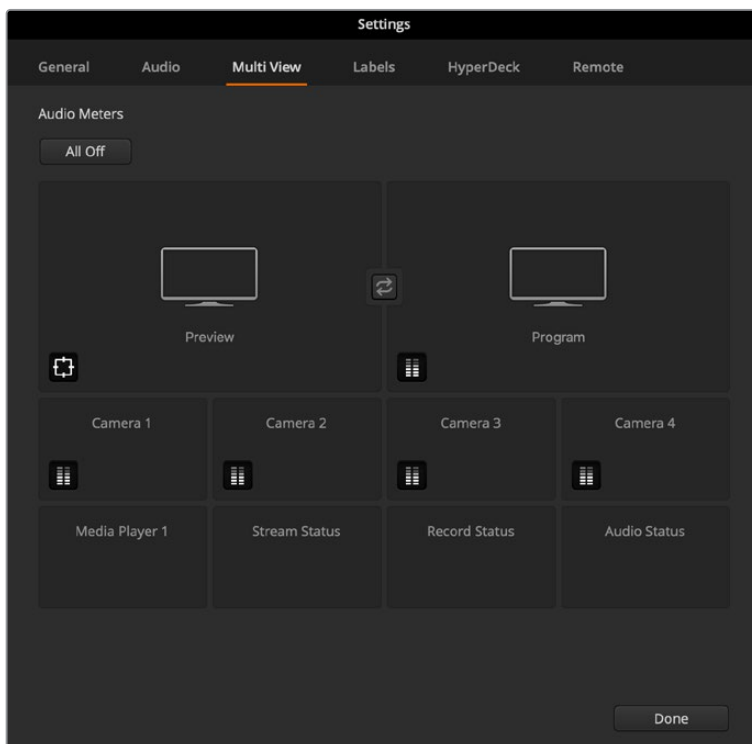 Settings
General Audio Multi View Labels HyperDeck Remote
Audio Meters
All Off
Preview Program
Camera 1 Camera 2 Camera 3 Camera 4
Media Player 1 Stream Status Record Status Audio Status
Done